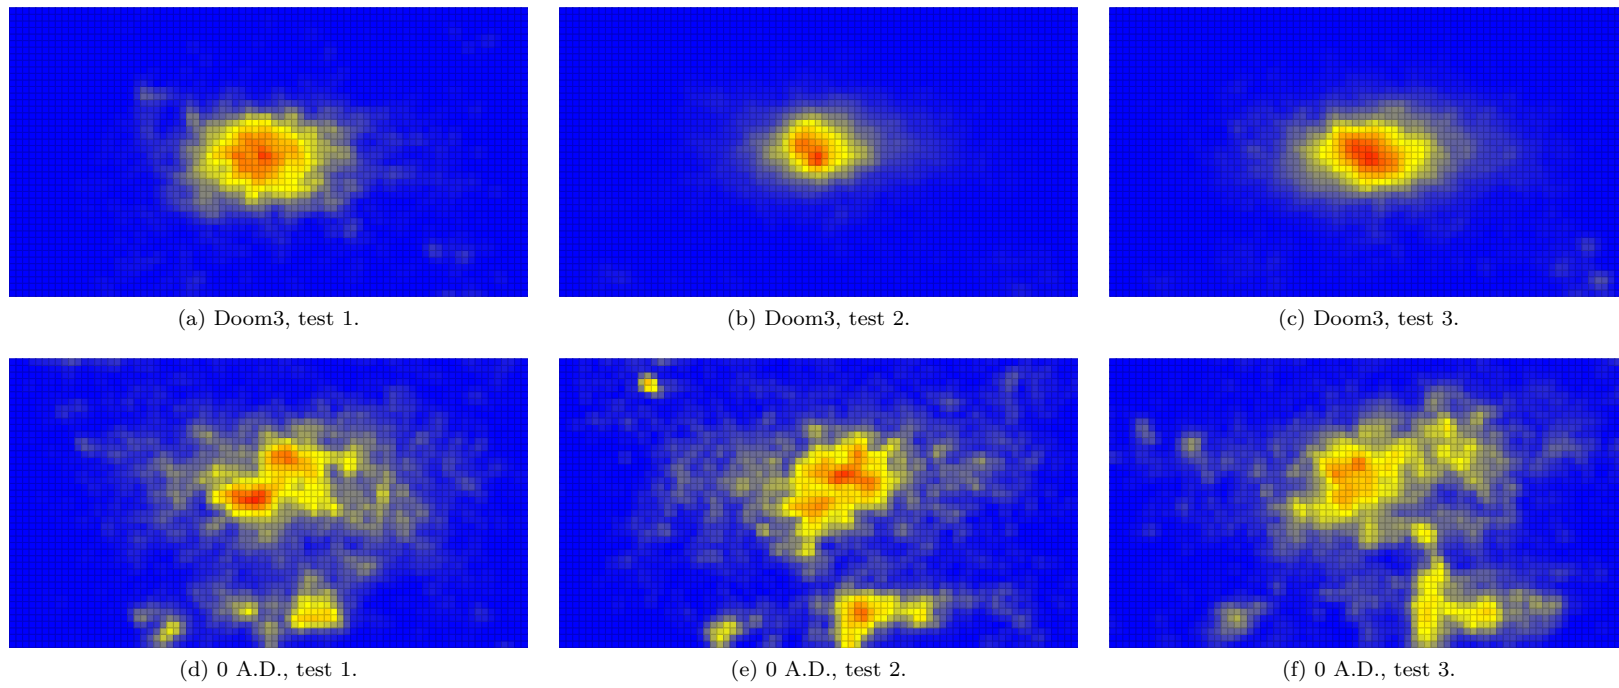 (a) Doom3, test 1.
(b) Doom3, test 2.
(c) Doom3, test 3.
(d) 0 A.D., test 1.
(e) 0 A.D., test 2.
(f) 0 A.D., test 3.